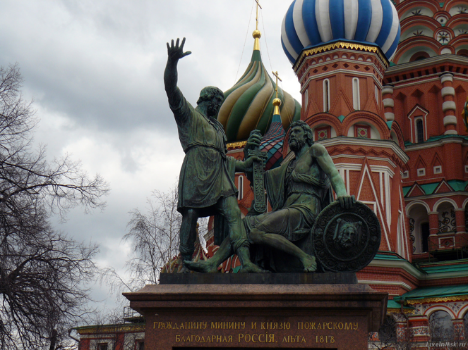 ГРАЖДАНИНУ МИНИНУ И КНЯЗЮ ПОЖАРСКОМУ
БЛАГОДАРНАЯ РОССІЯ. ЛѢТА 1818